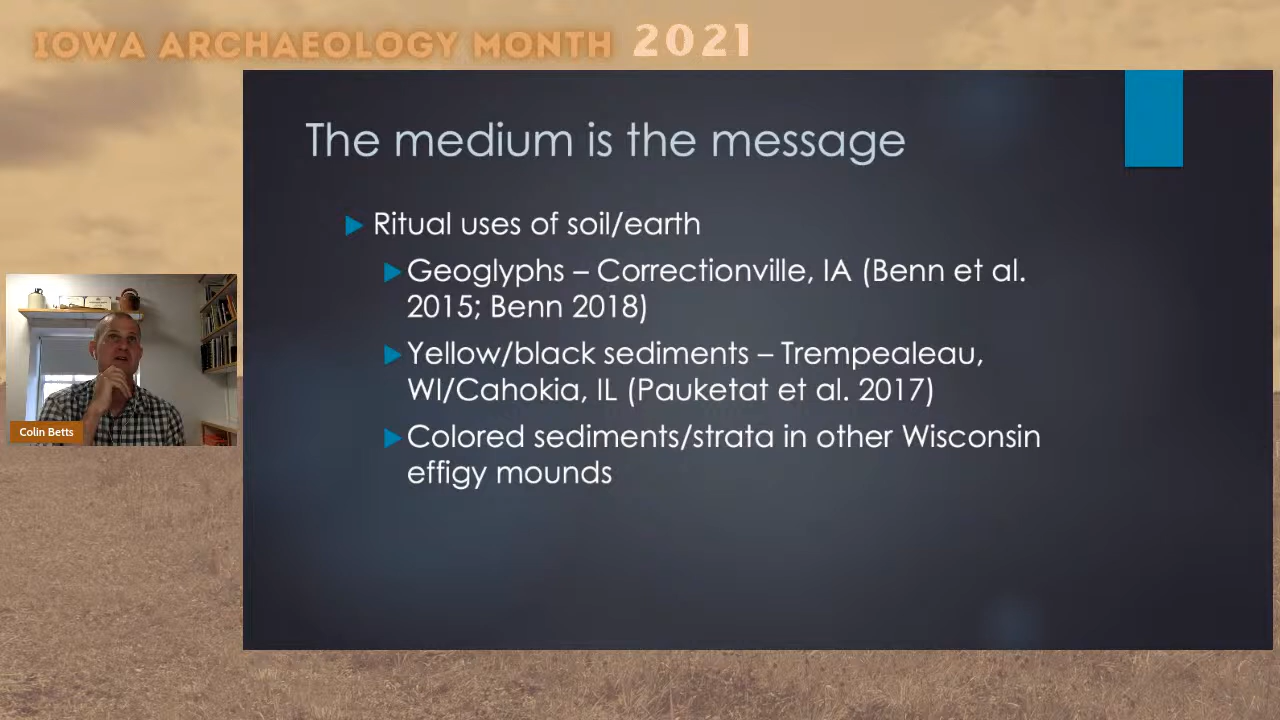 IOWA ARCHAEOLOGY MONTH 2021
The medium is the message
Ritual uses of soil/earth
Geoglyphs – Correctionville, IA (Benn et al.
2015; Benn 2018)
Yellow/black sediments – Trempealeau,
WI/Cahokia, IL (Pauketat et al. 2017)
Colored sediments/strata in other Wisconsin
effigy mounds
Colin Betts